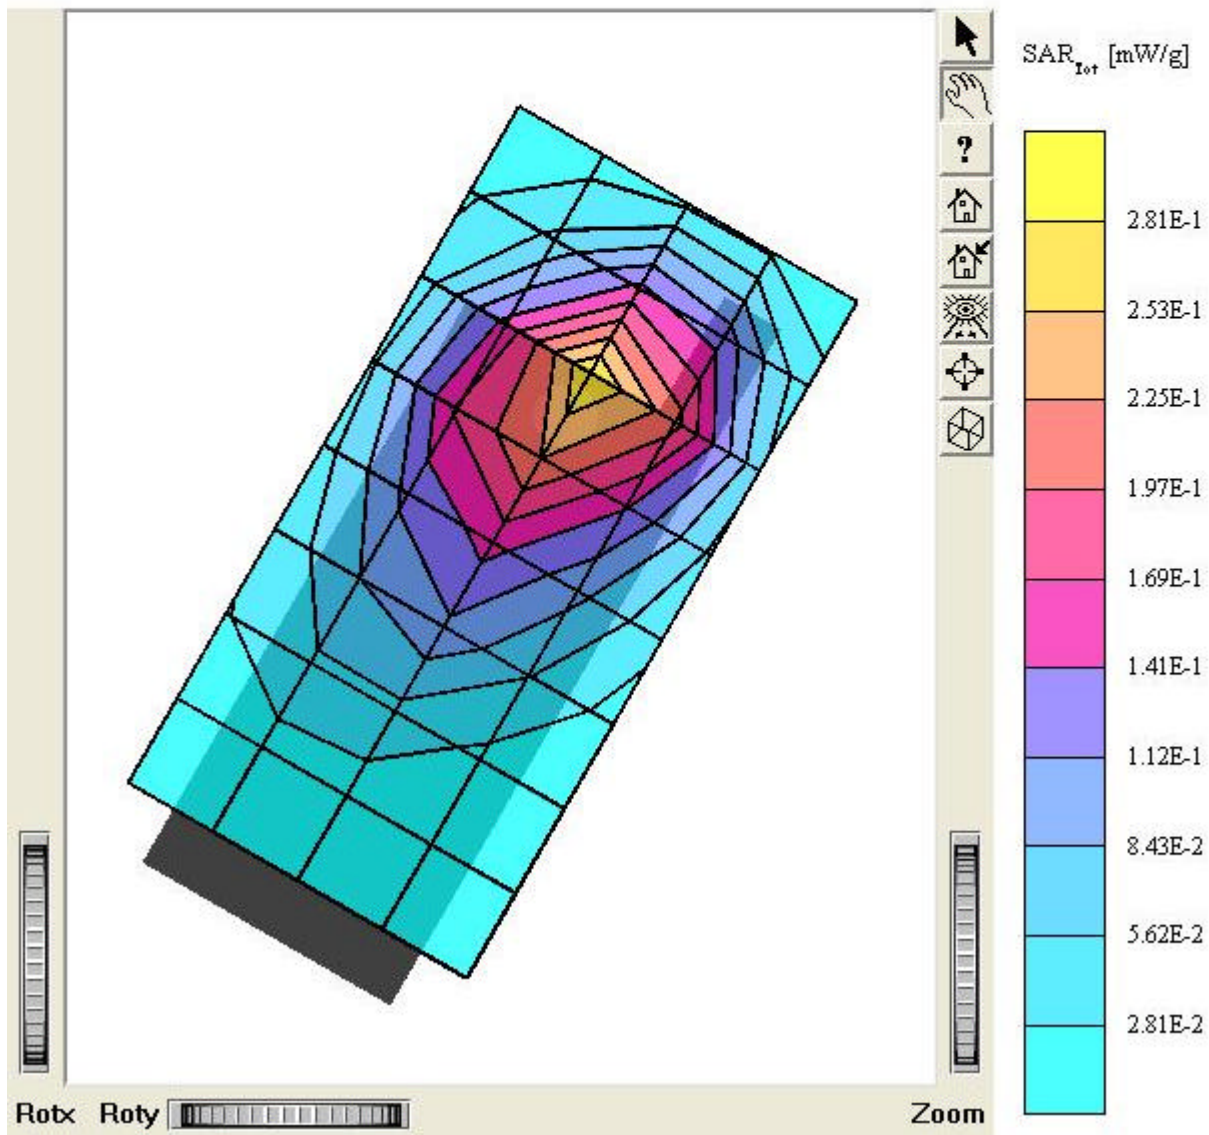 SAR_Tot [mW/g]
?
2.81E-1
2.53E-1
2.25E-1
1.97E-1
1.69E-1
1.41E-1
1.12E-1
8.43E-2
5.62E-2
2.81E-2
Rotx Roty Zoom